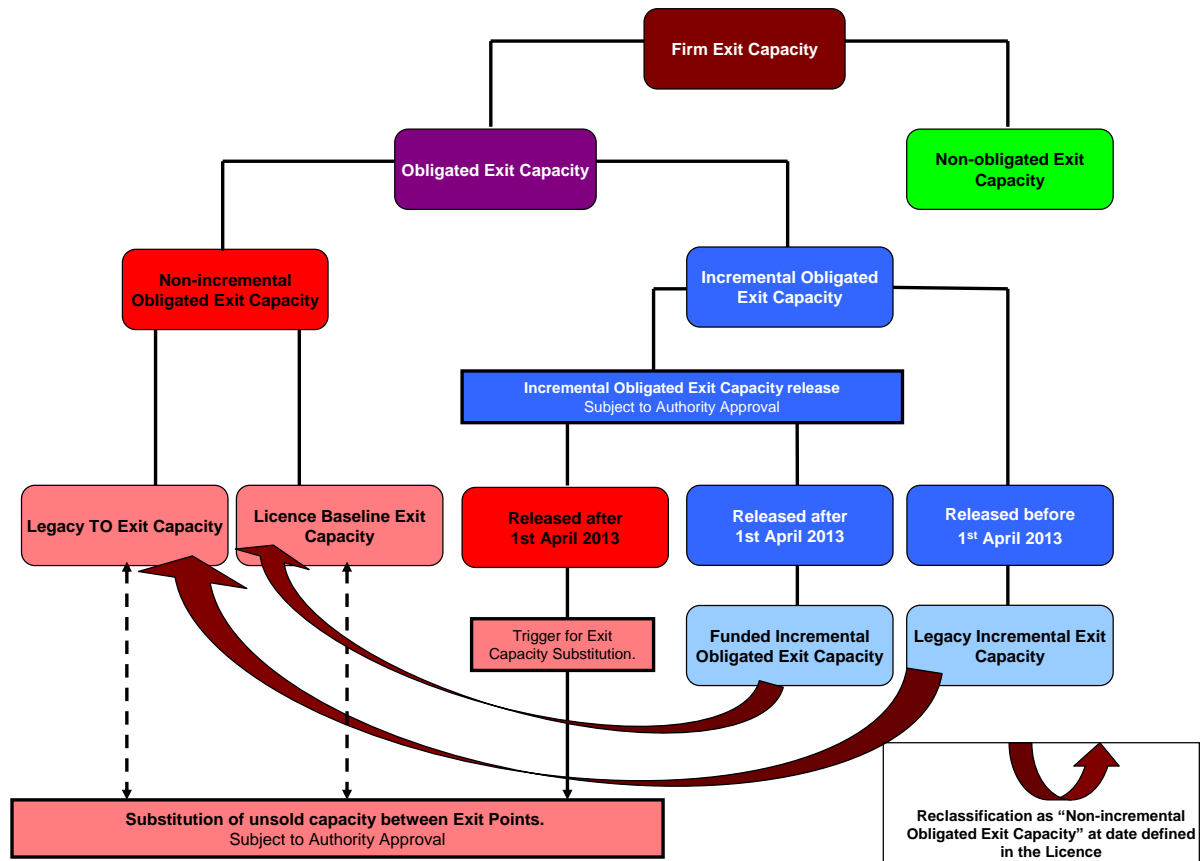 Firm Exit Capacity
Obligated Exit Capacity
Non-obligated Exit
Capacity
Non-incremental
Obligated Exit Capacity
Incremental Obligated
Exit Capacity
Incremental Obligated Exit Capacity release
Subject to Authority Approval
Legacy TO Exit Capacity
Licence Baseline Exit
Capacity
Released after
1st April 2013
Released after
1st April 2013
Released before
1st April 2013
Trigger for Exit
Capacity Substitution.
Funded Incremental
Obligated Exit Capacity
Legacy Incremental Exit
Capacity
Substitution of unsold capacity between Exit Points.
Subject to Authority Approval
Reclassification as “Non-incremental
Obligated Exit Capacity” at date defined
in the Licence